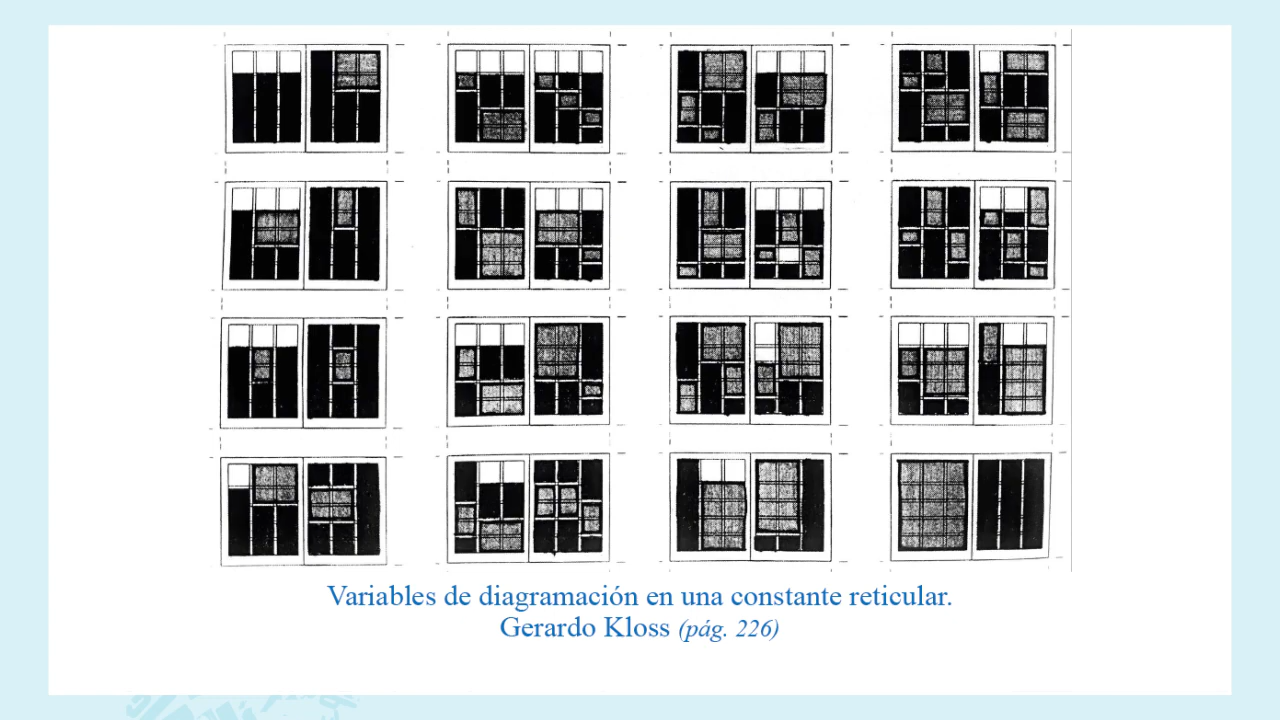 Variables de diagramación en una constante reticular.
Gerardo Kloss (pág. 226)